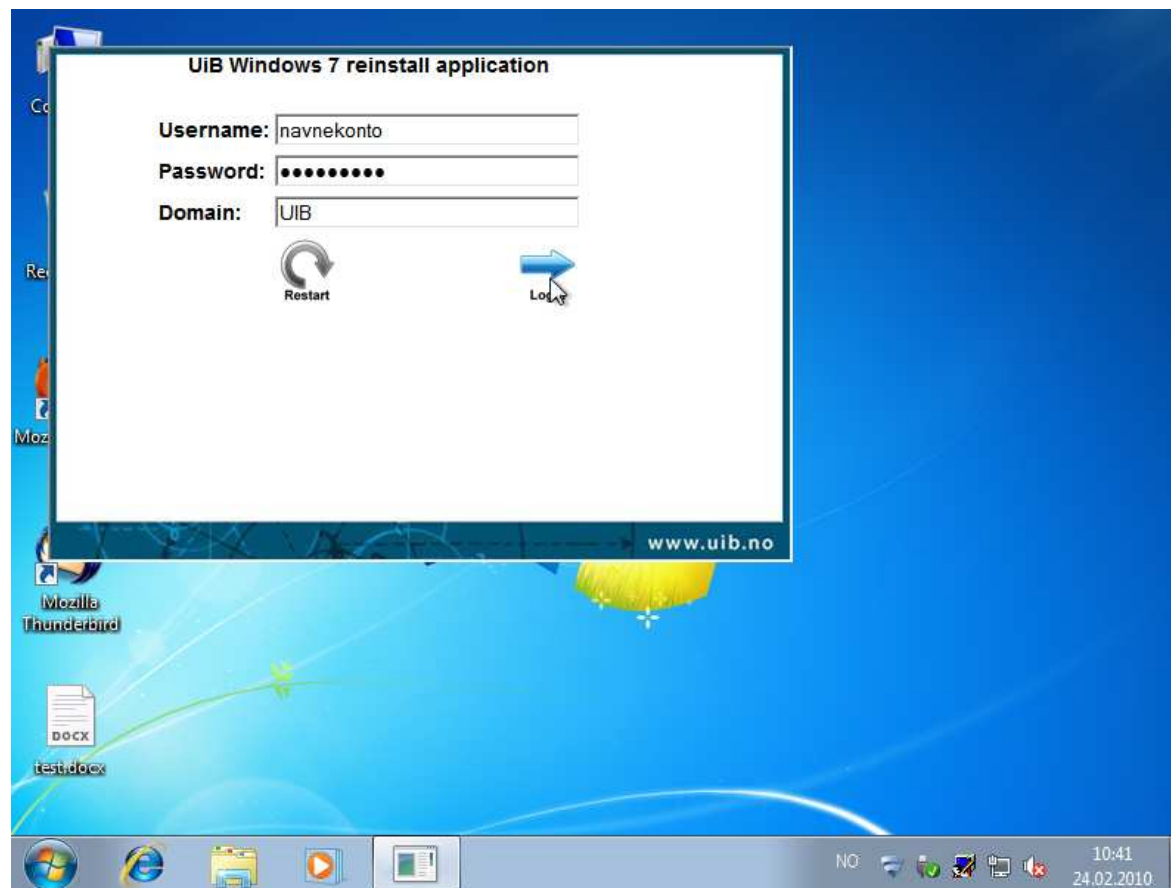 UiB Windows 7 reinstall application
Username: navnekonto
Password: •••••••••
Domain: UIB
Restart
www.uib.no
Mozilla
Thunderbird
DOCX
test.docx
NO
10:41
24.02.2010